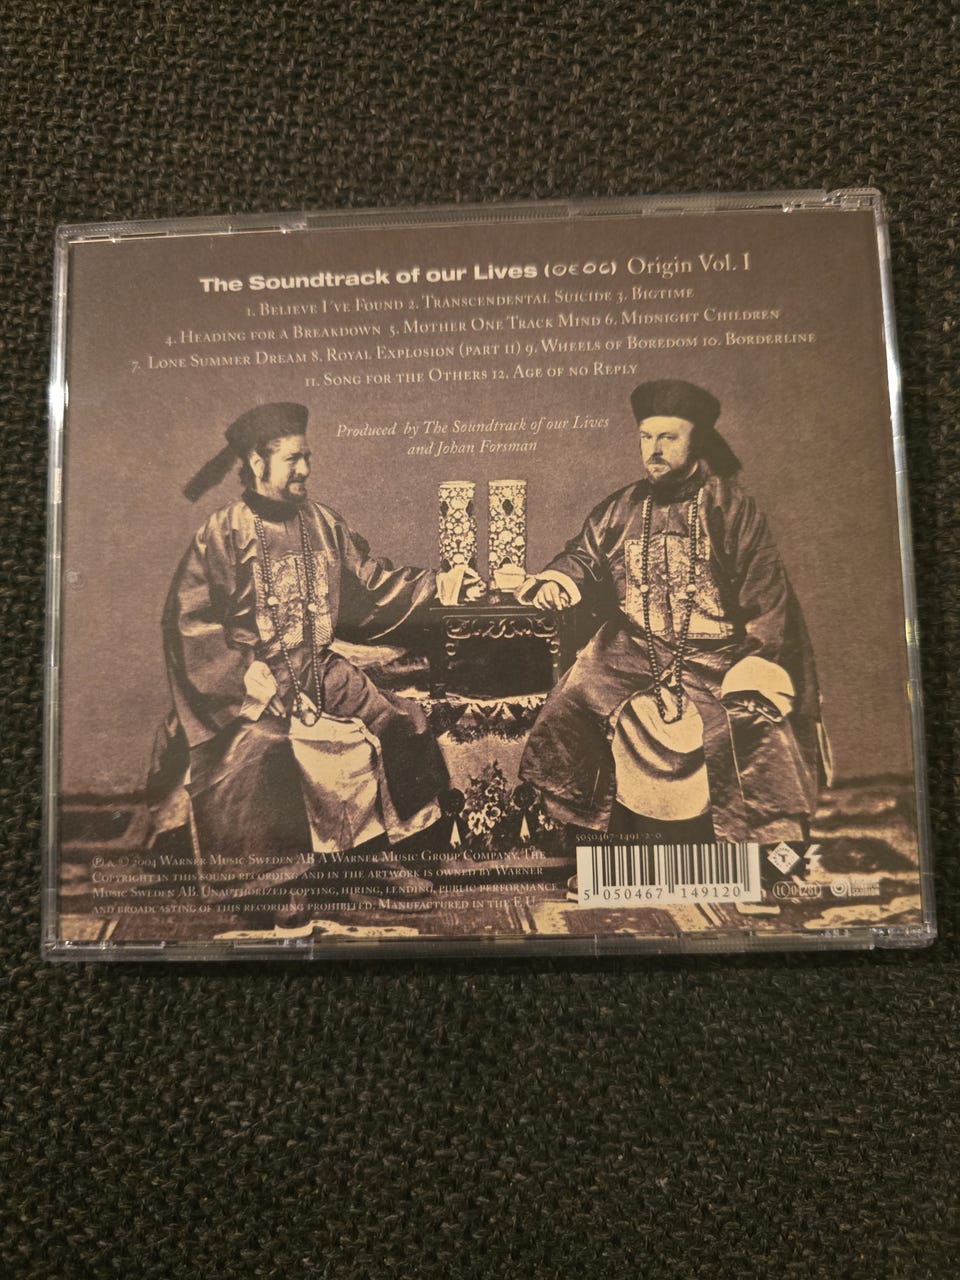 The Soundtrack of our Lives Origin Vol. I
1. Believe I've Found 2. Transcendental Suicide 3. Bigtime
4. Heading for a Breakdown 5. Mother One Track Mind 6. Midnight Children
7. Lone Summer Dream 8. Royal Explosion (part II) 9. Wheels of Boredom 10. Borderline
11. Song for the Others 12. Age of no Reply
Produced by The Soundtrack of our Lives
and Johan Forsman
5050467-1491-2-0
℗ & © 2004 Warner Music Sweden AB. A Warner Music Group Company. The
Copyright in this sound recording and in the artwork is owned by Warner
Music Sweden AB. Unauthorized copying, hiring, lending, public performance
and broadcasting of this recording prohibited. Manufactured in the E.U.
5 050467 149120